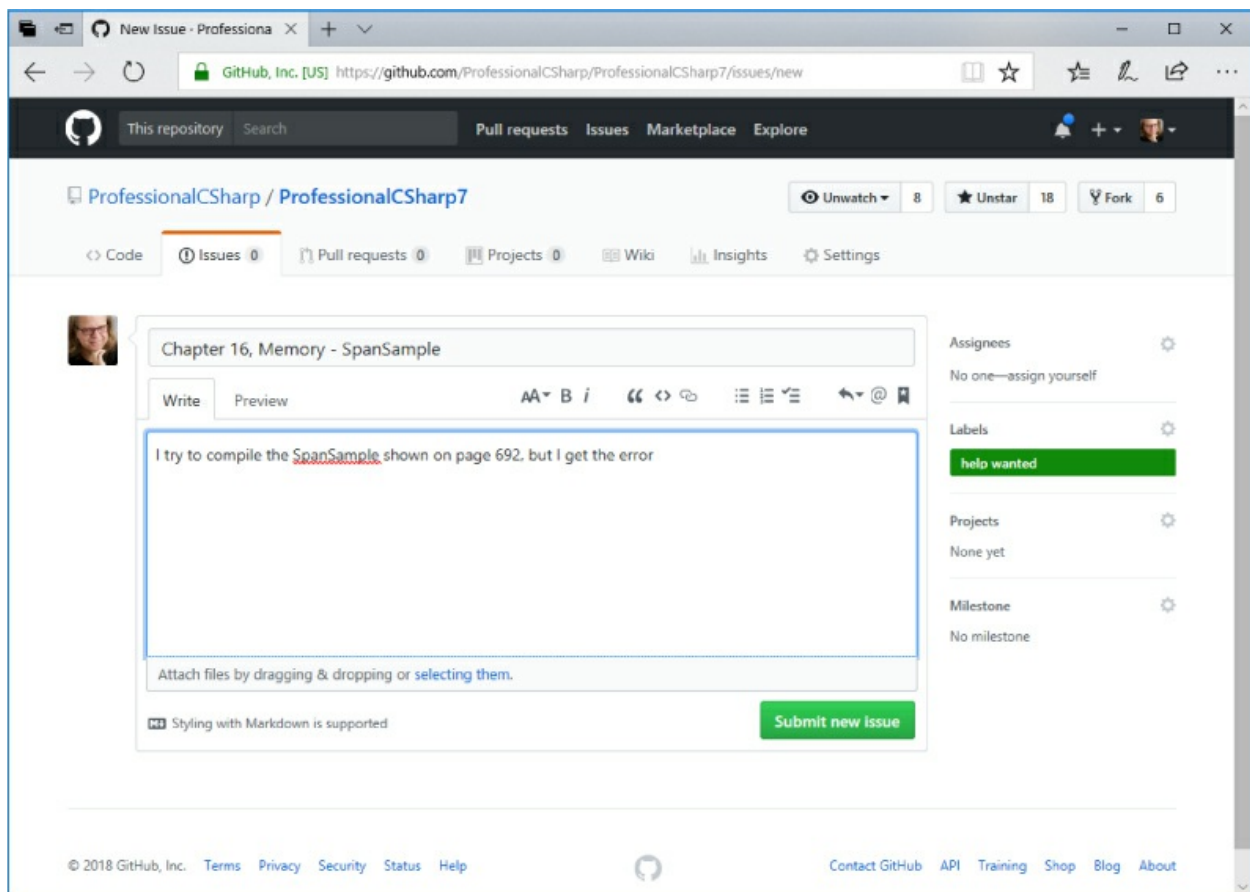 New Issue - Professiona
GitHub, Inc. [US] https://github.com/ProfessionalCSharp/ProfessionalCSharp7/issues/new
This repository Search Pull requests Issues Marketplace Explore
ProfessionalCSharp / ProfessionalCSharp7
Unwatch 8 Unstar 18 Fork 6
Code Issues 0 Pull requests 0 Projects 0 Wiki Insights Settings
Chapter 16, Memory - SpanSample
Write Preview AA B i
I try to compile the SpanSample shown on page 692, but I get the error
Attach files by dragging & dropping or selecting them.
Styling with Markdown is supported
Submit new issue
Assignees
No one—assign yourself
Labels
help wanted
Projects
None yet
Milestone
No milestone
© 2018 GitHub, Inc. Terms Privacy Security Status Help Contact GitHub API Training Shop Blog About